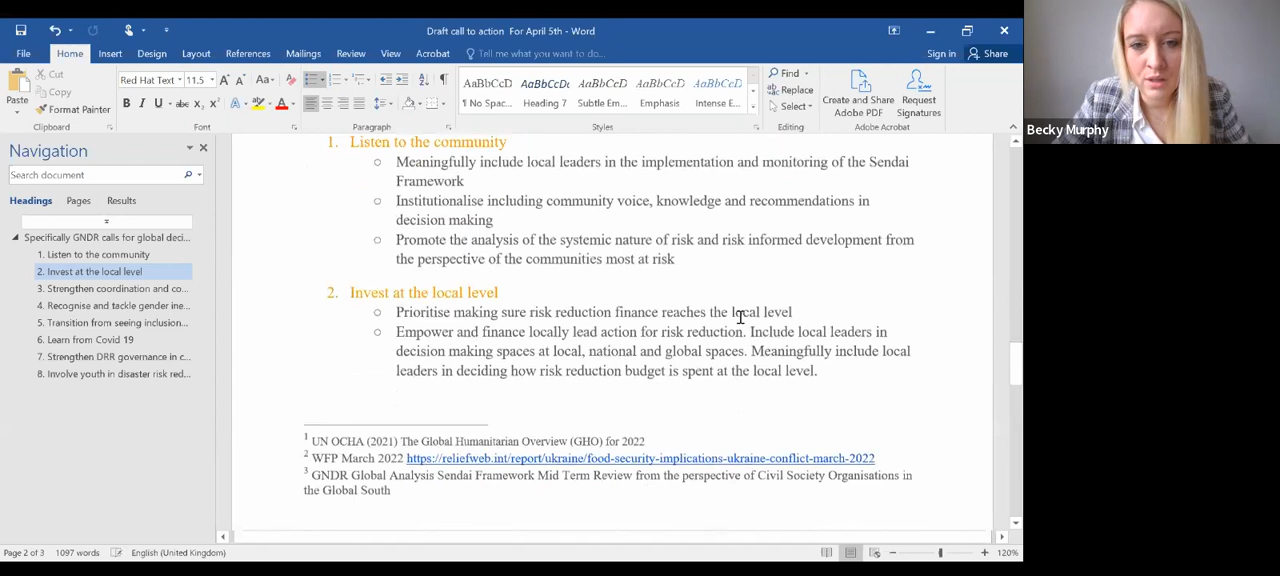 Draft call to action For April 5th - Word
File Home Insert Design Layout References Mailings Review View Acrobat Tell me what you want to do... Sign in Share
Paste Cut Copy Format Painter
Clipboard
Red Hat Text 11.5
Font
Paragraph
AaBbCcD AaBbCcDc AaBbCcD AaBbCcD AaBbCcD
¶ No Spac... Heading 7 Subtle Em... Emphasis Intense E...
Styles
Find Replace Select
Editing
Create and Share Adobe PDF
Request Signatures
Adobe Acrobat
Becky Murphy
Navigation
Search document
Headings Pages Results
Specifically GNDR calls for global deci...
1. Listen to the community
2. Invest at the local level
3. Strengthen coordination and co...
4. Recognise and tackle gender ine...
5. Transition from seeing inclusion...
6. Learn from Covid 19
7. Strengthen DRR governance in c...
8. Involve youth in disaster risk red...
1. Listen to the community
○ Meaningfully include local leaders in the implementation and monitoring of the Sendai
Framework
○ Institutionalise including community voice, knowledge and recommendations in
decision making
○ Promote the analysis of the systemic nature of risk and risk informed development from
the perspective of the communities most at risk
2. Invest at the local level
○ Prioritise making sure risk reduction finance reaches the local level
○ Empower and finance locally lead action for risk reduction. Include local leaders in
decision making spaces at local, national and global spaces. Meaningfully include local
leaders in deciding how risk reduction budget is spent at the local level.
1 UN OCHA (2021) The Global Humanitarian Overview (GHO) for 2022
2 WFP March 2022 https://reliefweb.int/report/ukraine/food-security-implications-ukraine-conflict-march-2022
3 GNDR Global Analysis Sendai Framework Mid Term Review from the perspective of Civil Society Organisations in
the Global South
Page 2 of 3 1097 words English (United Kingdom) 120%